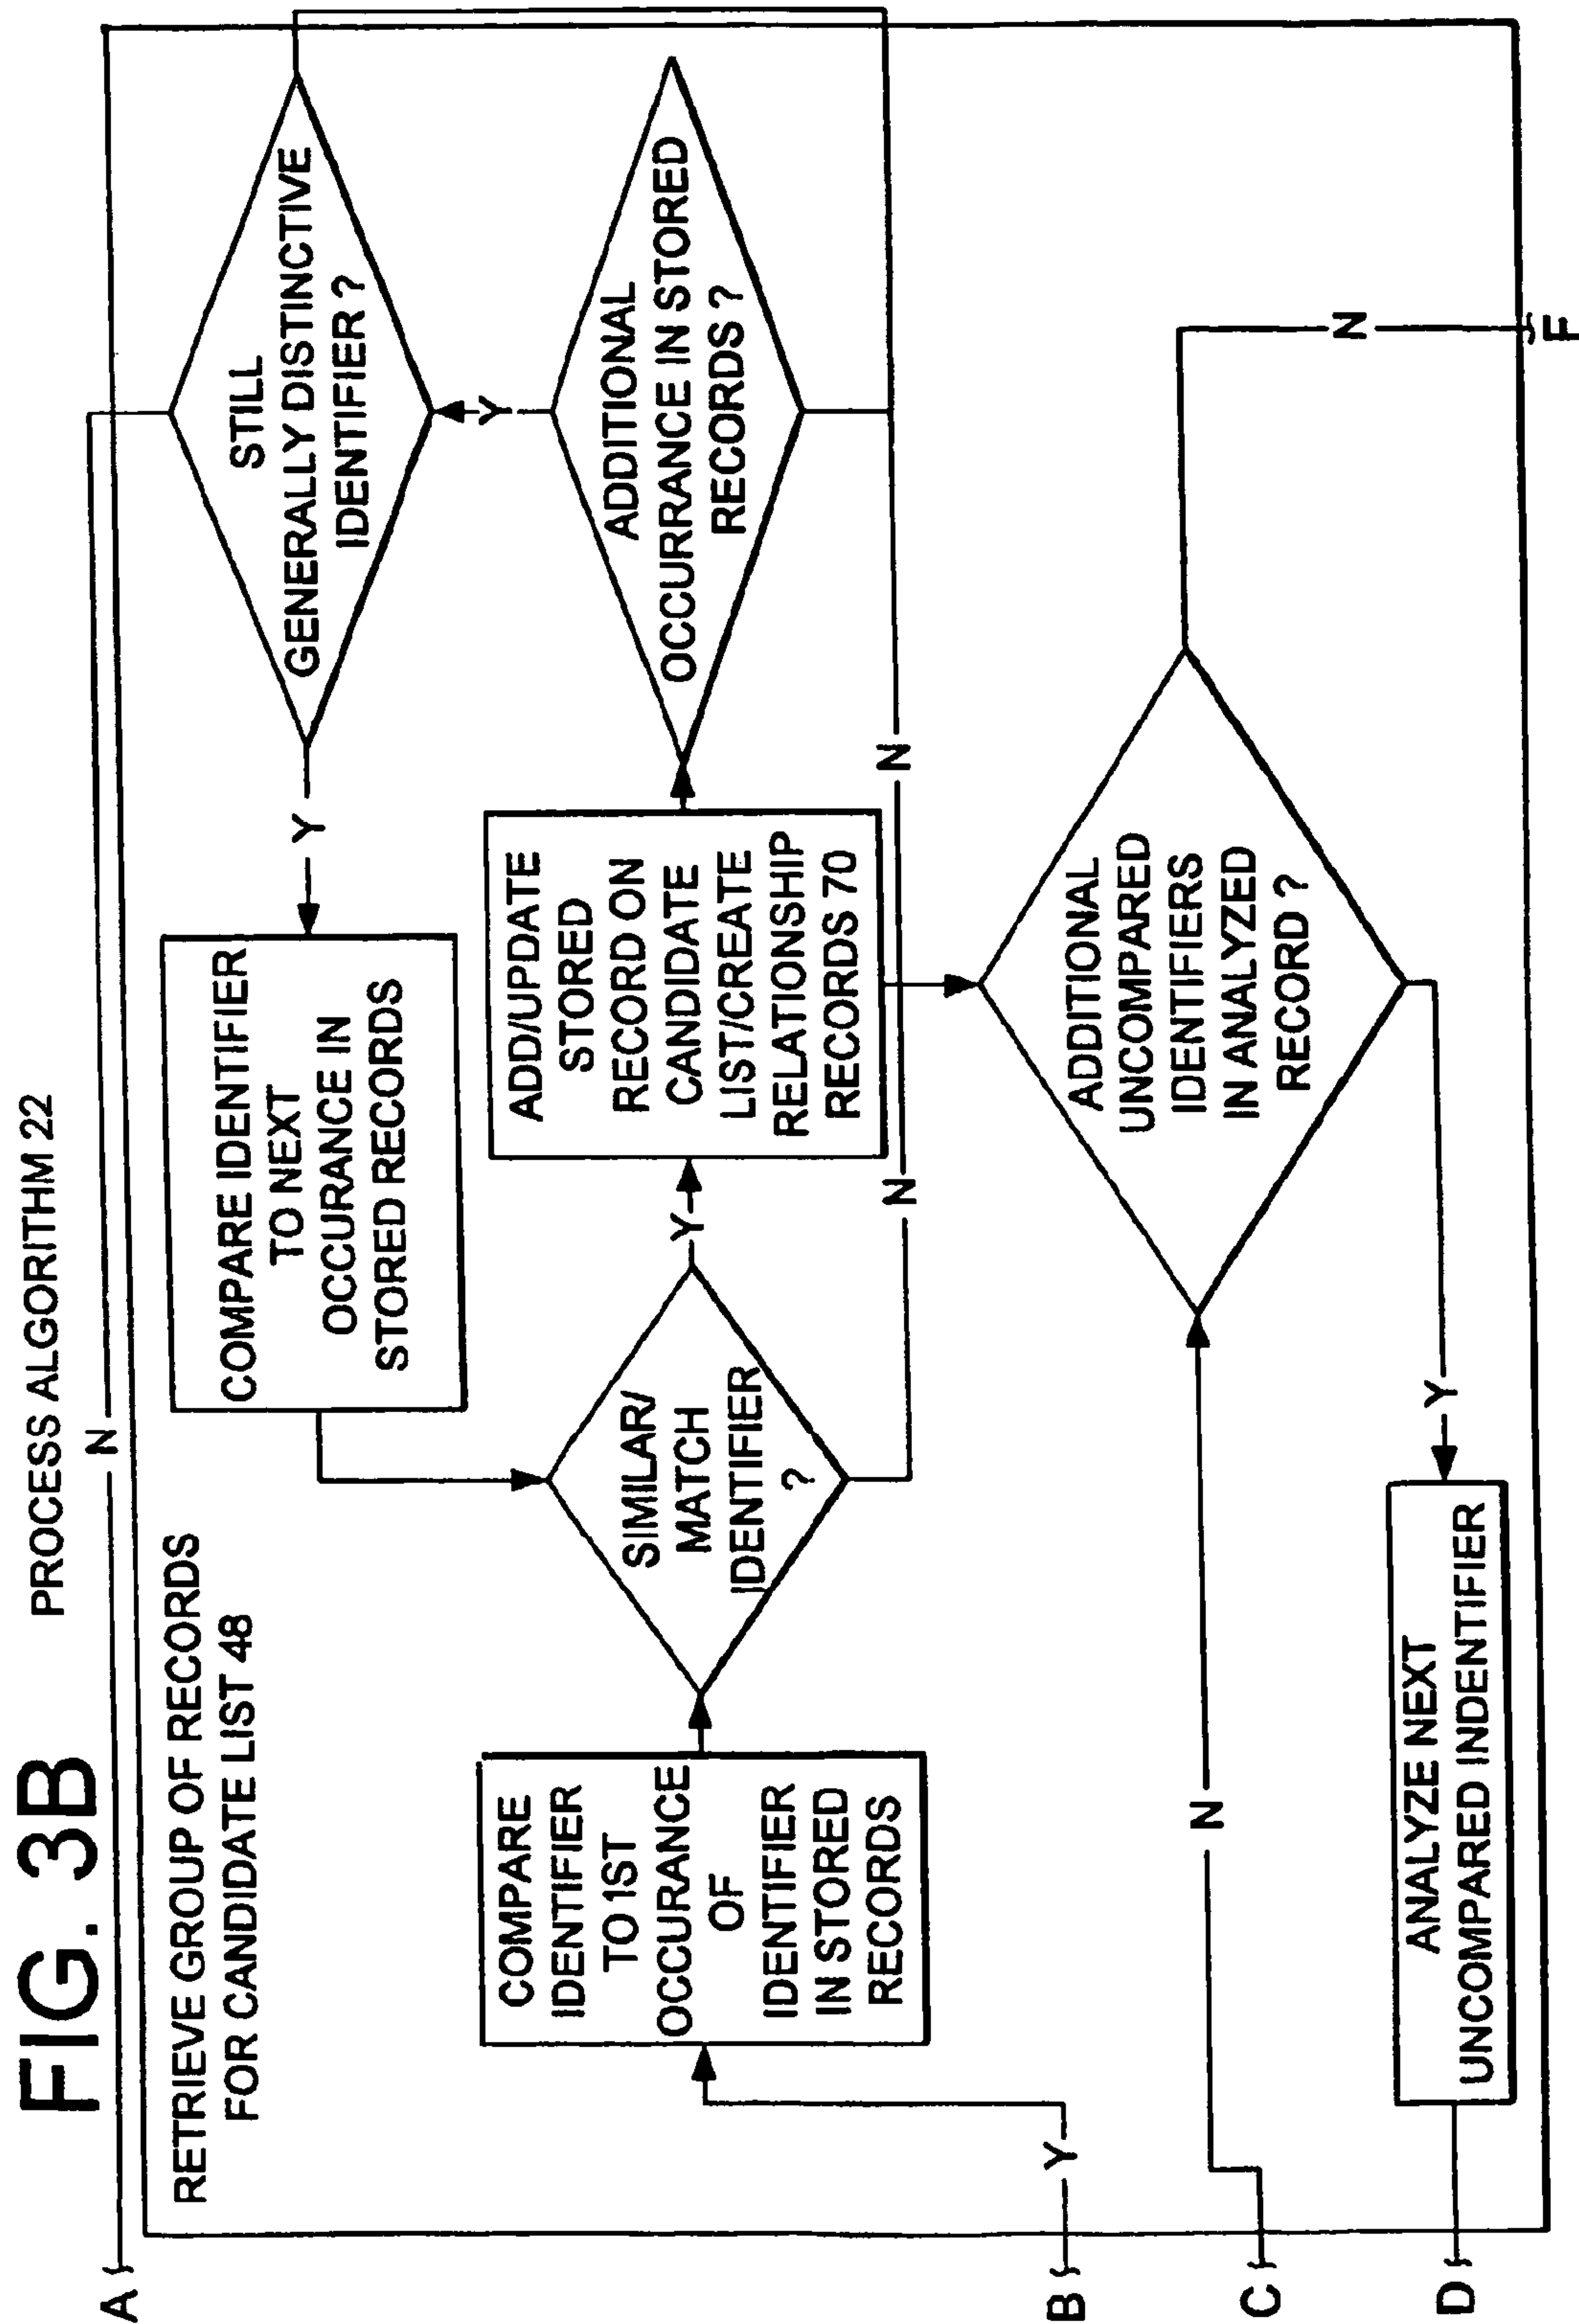 FIG. 3B
PROCESS ALGORITHM 22
A
N
RETRIEVE GROUP OF RECORDS
FOR CANDIDATE LIST 48
STILL
GENERALLY DISTINCTIVE
IDENTIFIER ?
Y
COMPARE IDENTIFIER
TO NEXT
OCCURANCE IN
STORED RECORDS
COMPARE
IDENTIFIER
TO 1ST
OCCURANCE
OF
IDENTIFIER
IN STORED
RECORDS
SIMILAR/
MATCH
IDENTIFIER
?
Y
ADD/UPDATE
STORED
RECORD ON
CANDIDATE
LIST/CREATE
RELATIONSHIP
RECORDS 70
ADDITIONAL
OCCURRANCE IN STORED
RECORDS ?
Y
N
N
B
Y
C
N
ADDITIONAL
UNCOMPARED
IDENTIFIERS
IN ANALYZED
RECORD ?
N
F
Y
D
ANALYZE NEXT
UNCOMPARED INDENTIFIER